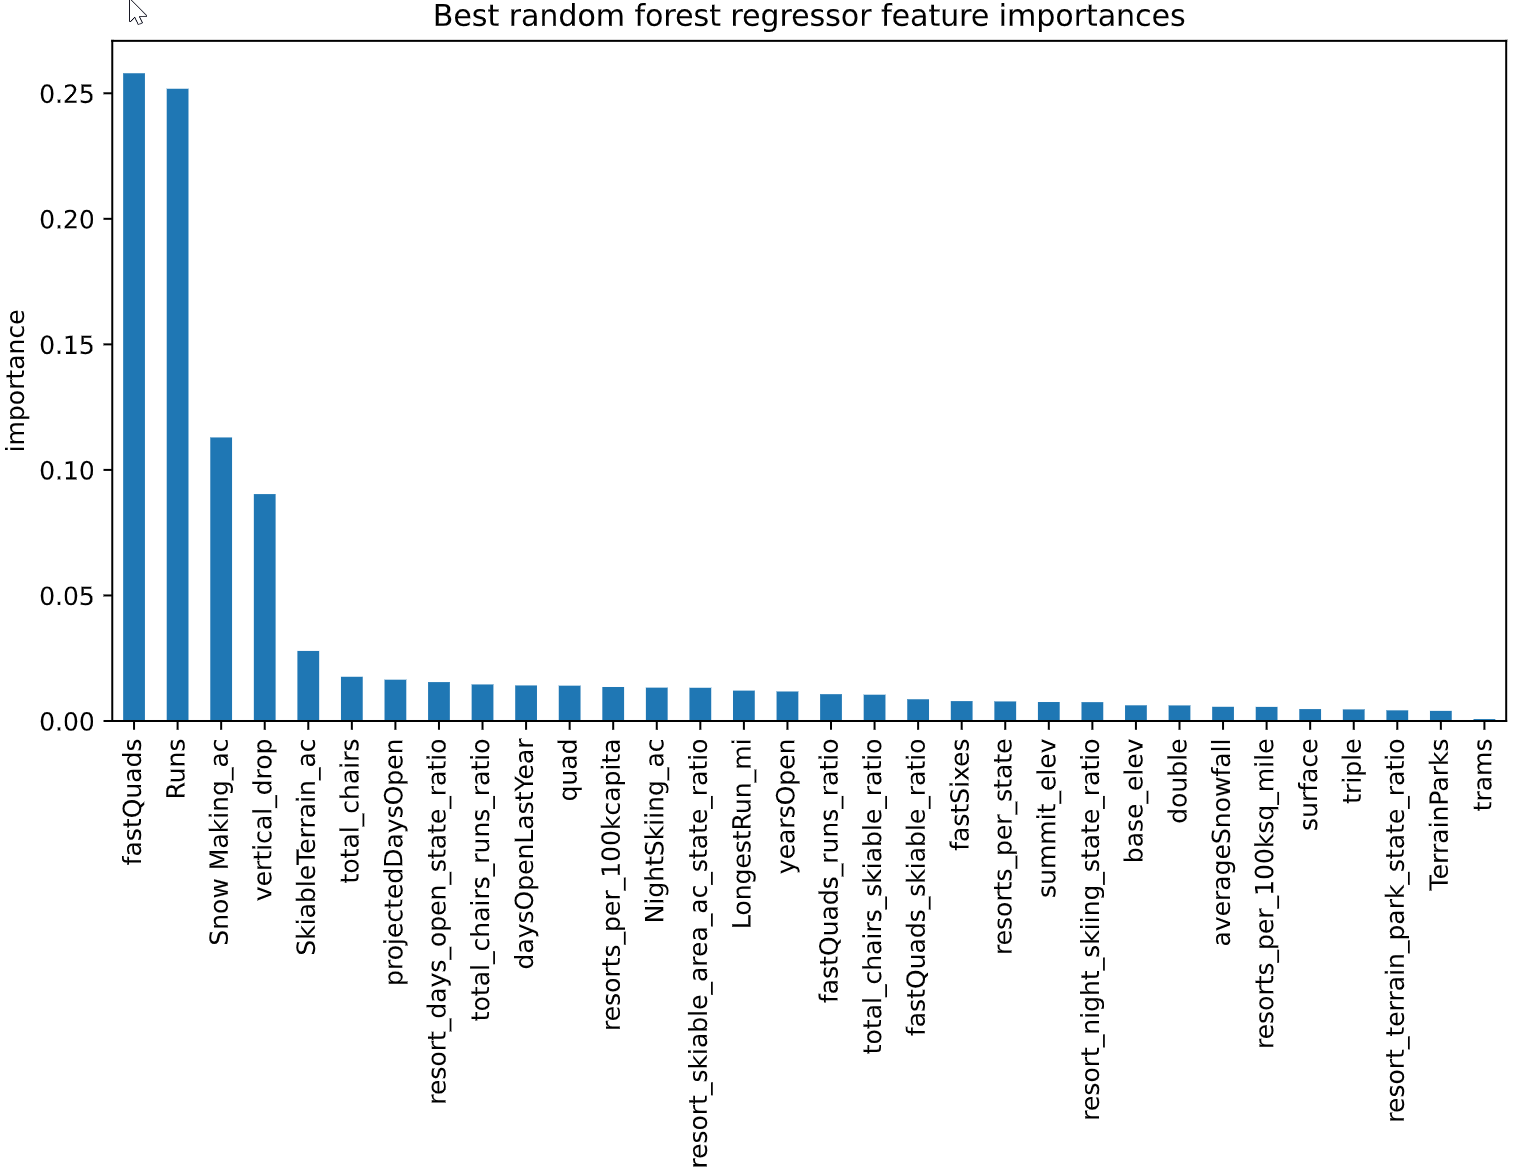 Best random forest regressor feature importances
importance
0.25
0.20
0.15
0.10
0.05
0.00
fastQuads
Runs
Snow Making_ac
vertical_drop
SkiableTerrain_ac
total_chairs
projectedDaysOpen
resort_days_open_state_ratio
total_chairs_runs_ratio
daysOpenLastYear
quad
resorts_per_100kcapita
NightSkiing_ac
resort_skiable_area_ac_state_ratio
LongestRun_mi
yearsOpen
fastQuads_runs_ratio
total_chairs_skiable_ratio
fastQuads_skiable_ratio
fastSixes
resorts_per_state
summit_elev
resort_night_skiing_state_ratio
base_elev
double
averageSnowfall
resorts_per_100ksq_mile
surface
triple
resort_terrain_park_state_ratio
TerrainParks
trams